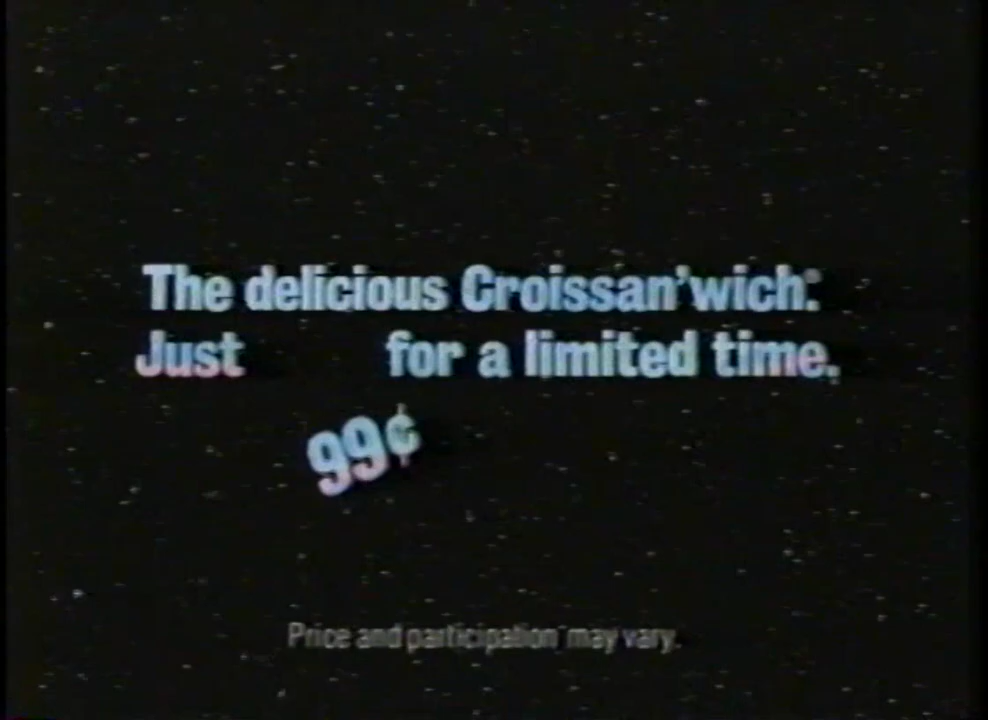 The delicious Croissan'wich.®
Just for a limited time.
99¢
Price and participation may vary.